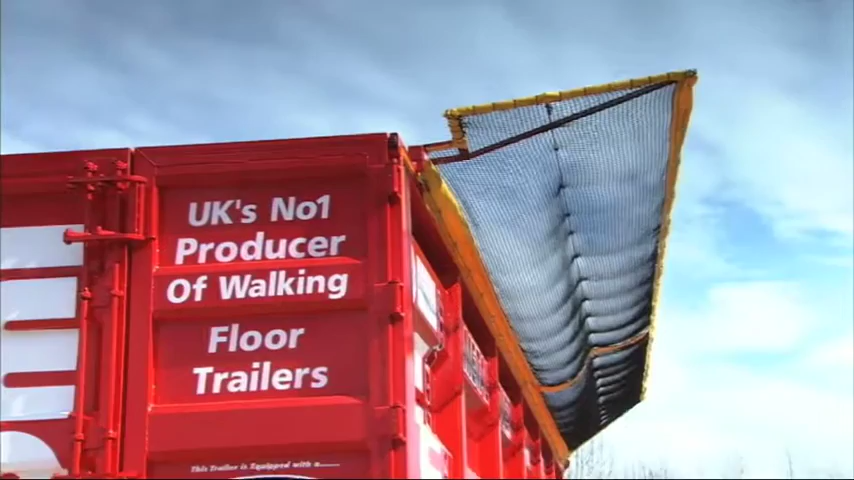 UK's No1
Producer
Of Walking
Floor
Trailers
This Trailer is Equipped with a